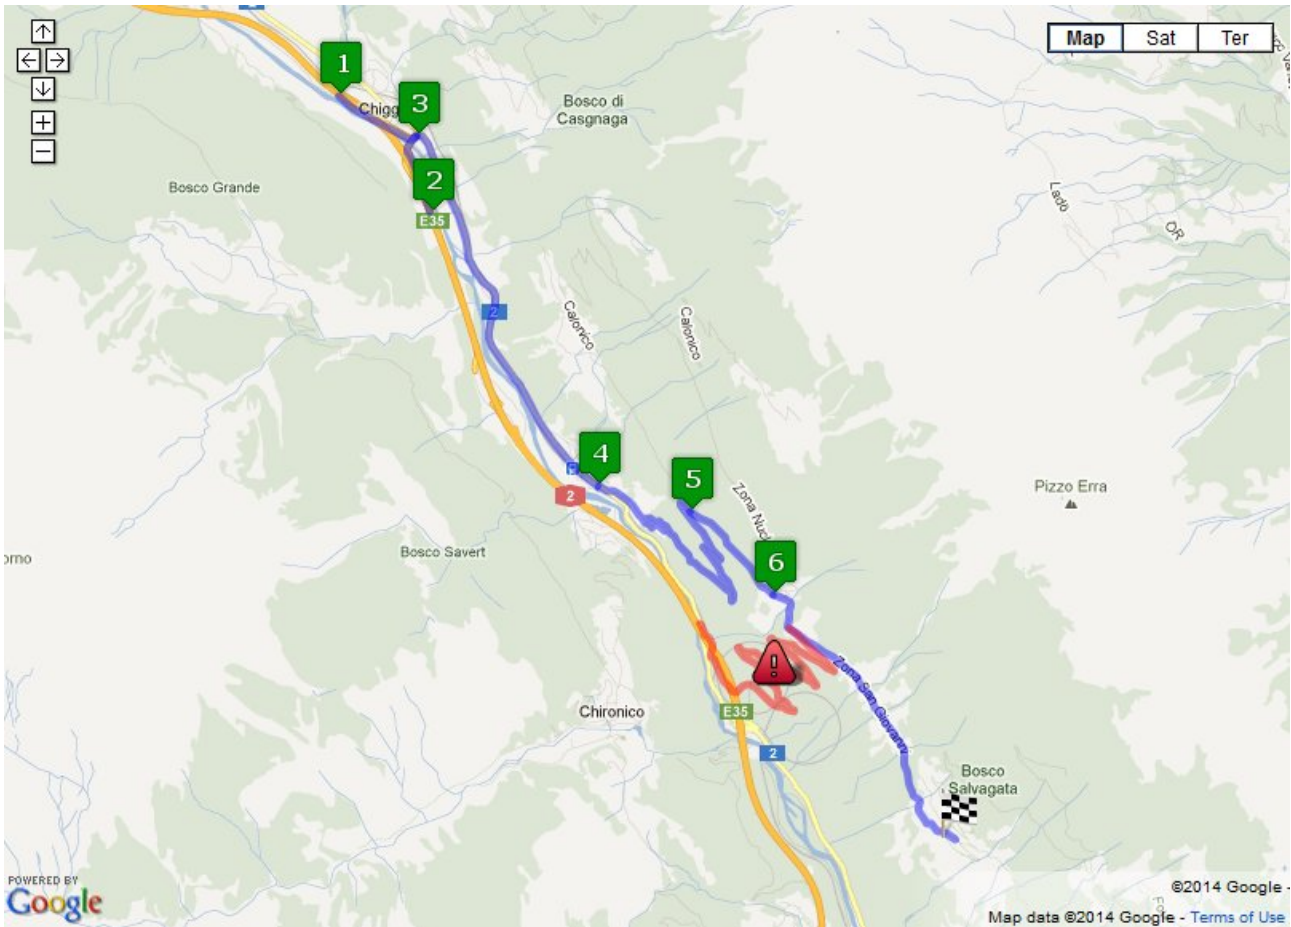 Map
Sat
Ter
1
Chigg
3
Bosco di
Casgnaga
2
E35
Bosco Grande
Ladò
OR
2
Calonico
Calonico
4
5
2
Zona Nuc
Pizzo Erra
Bosco Savert
orno
6
Zona San Giovanni
Chironico
E35
2
Bosco
Salvagata
POWERED BY
Google
©2014 Google -
Map data ©2014 Google - Terms of Use